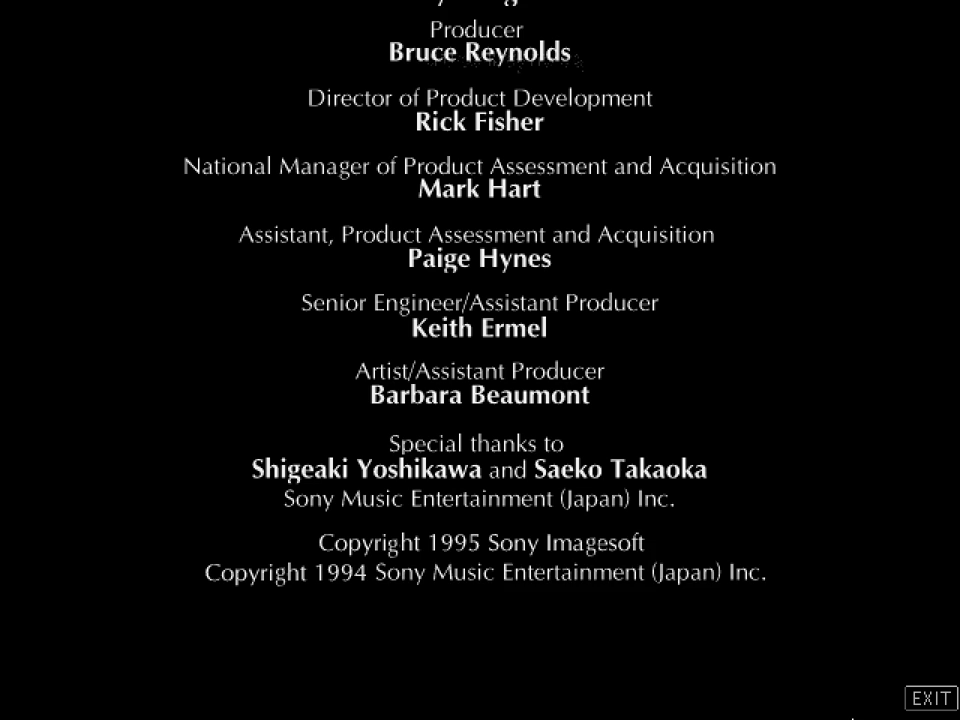 Producer
Bruce Reynolds
Director of Product Development
Rick Fisher
National Manager of Product Assessment and Acquisition
Mark Hart
Assistant, Product Assessment and Acquisition
Paige Hynes
Senior Engineer/Assistant Producer
Keith Ermel
Artist/Assistant Producer
Barbara Beaumont
Special thanks to
Shigeaki Yoshikawa and Saeko Takaoka
Sony Music Entertainment (Japan) Inc.
Copyright 1995 Sony Imagesoft
Copyright 1994 Sony Music Entertainment (Japan) Inc.
EXIT